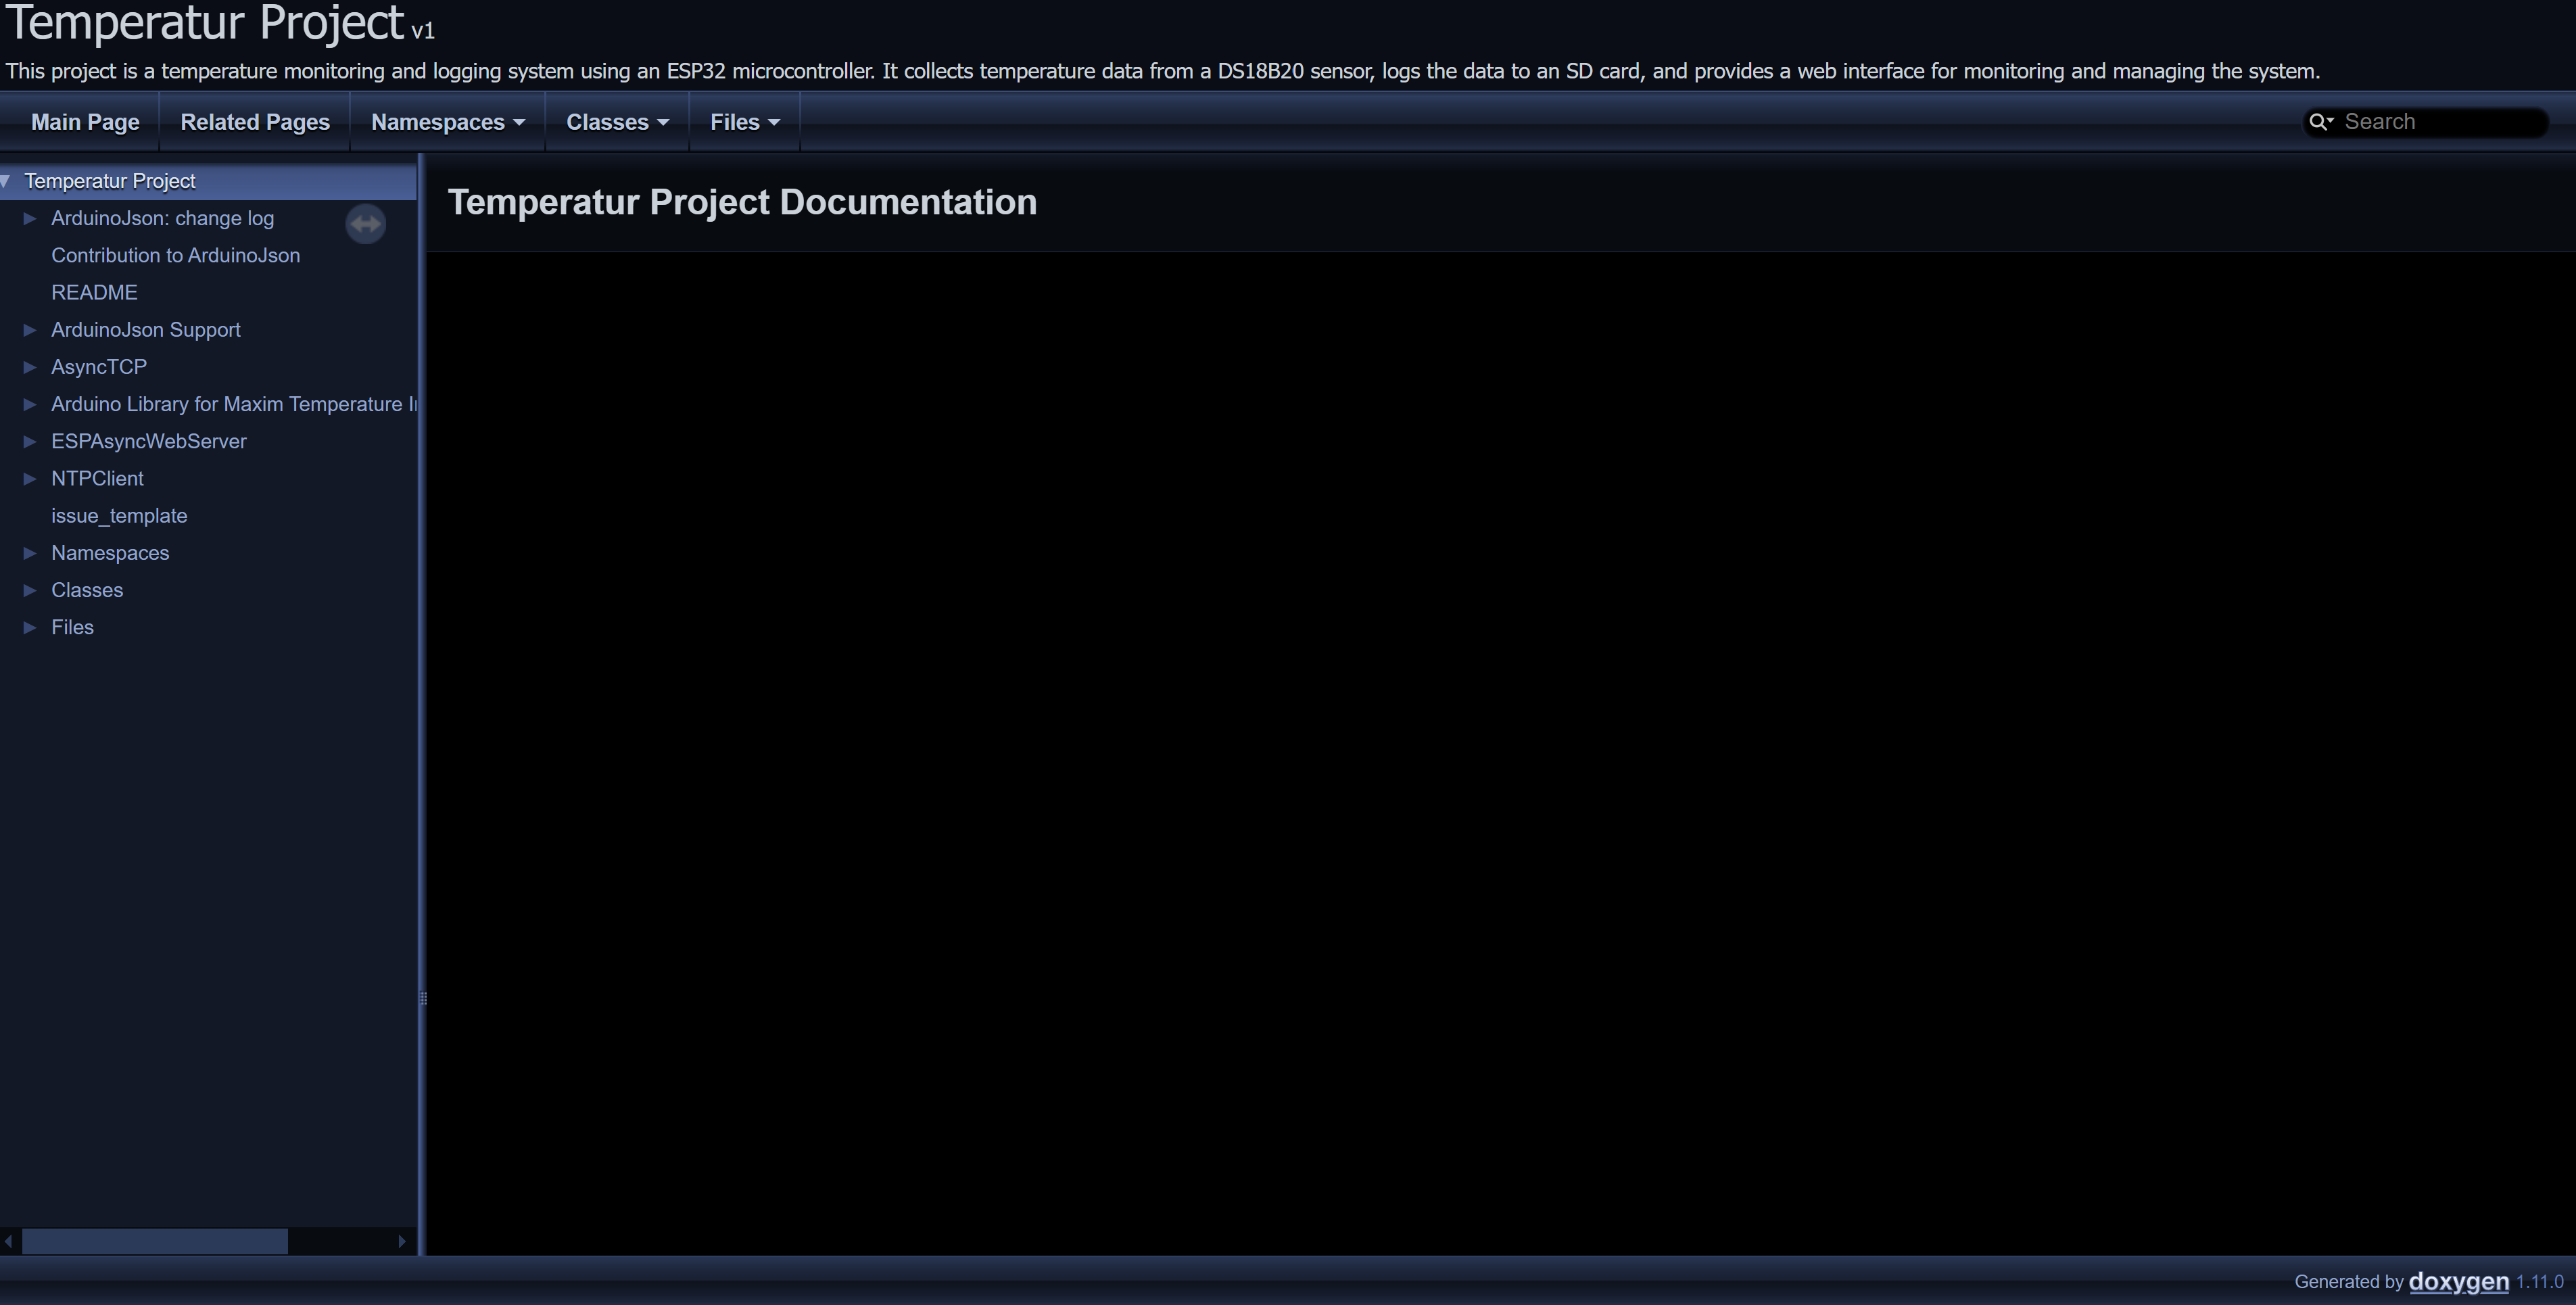 Temperatur Project v1
This project is a temperature monitoring and logging system using an ESP32 microcontroller. It collects temperature data from a DS18B20 sensor, logs the data to an SD card, and provides a web interface for monitoring and managing the system.
Main Page Related Pages Namespaces Classes Files Search
Temperatur Project
ArduinoJson: change log
Contribution to ArduinoJson
README
ArduinoJson Support
AsyncTCP
Arduino Library for Maxim Temperature
ESPAsyncWebServer
NTPClient
issue_template
Namespaces
Classes
Files
Temperatur Project Documentation
Generated by doxygen 1.11.0